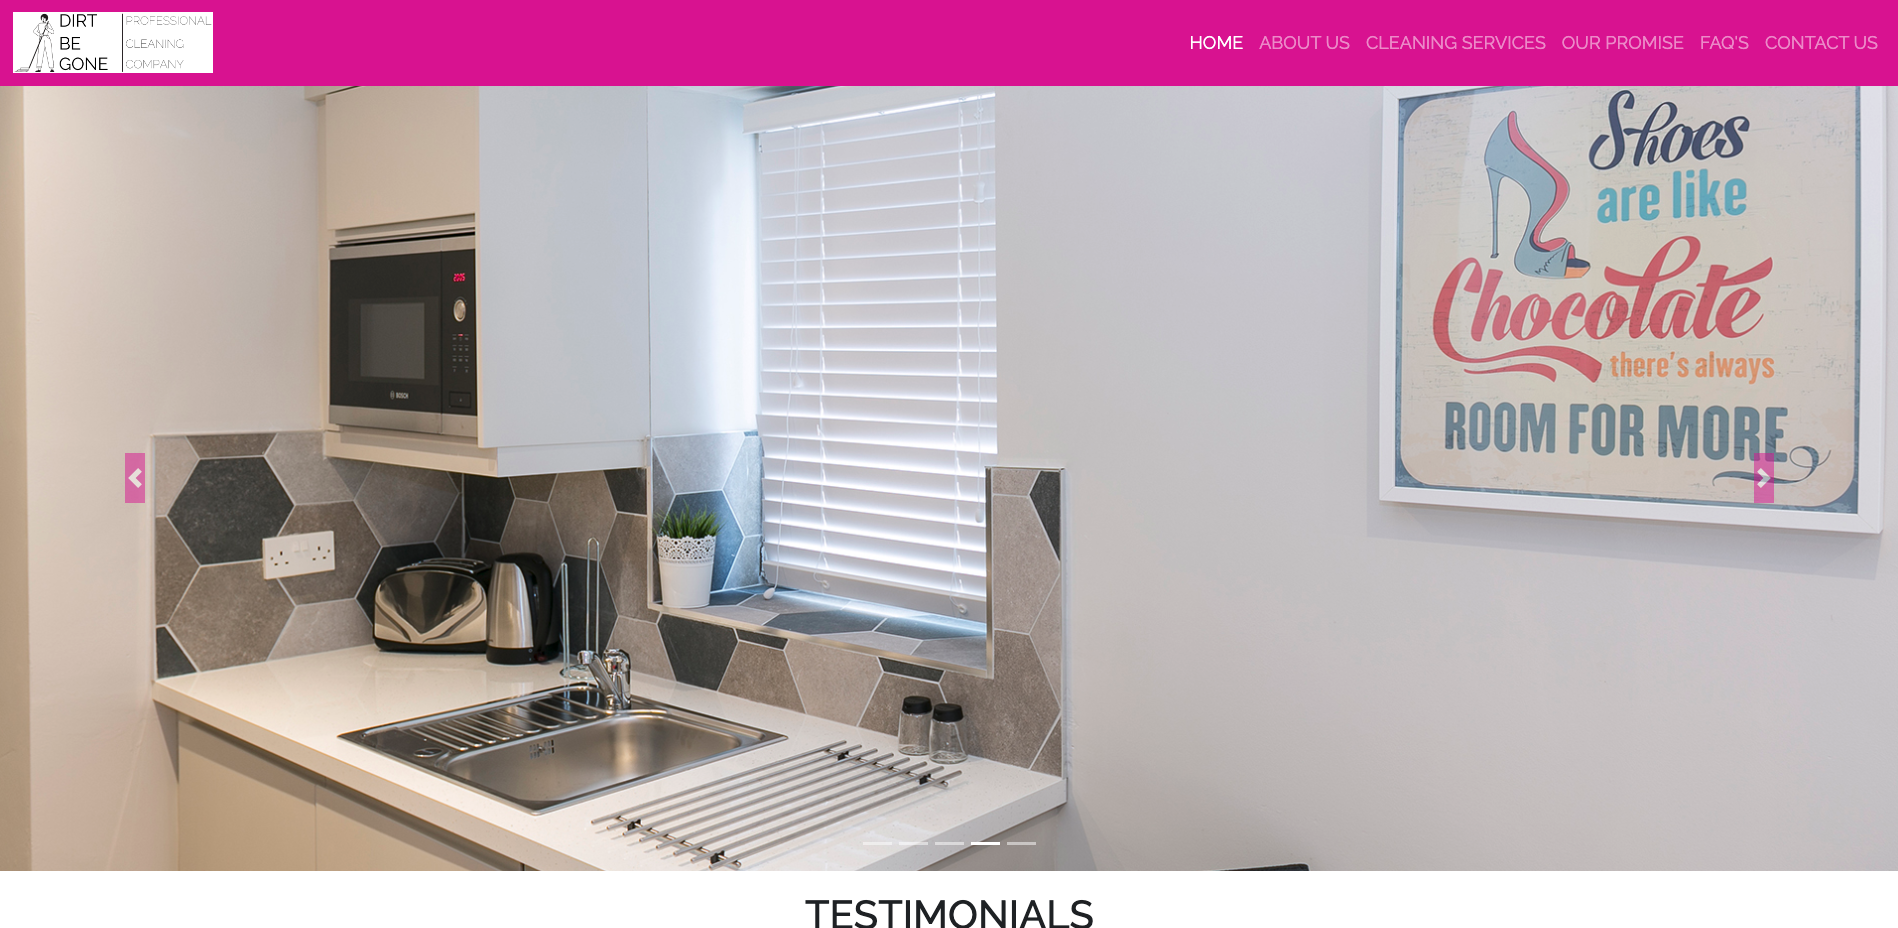 DIRT
BE
GONE
PROFESSIONAL
CLEANING
COMPANY
HOME ABOUT US CLEANING SERVICES OUR PROMISE FAQ'S CONTACT US
Shoes
are like
Chocolate
there's always
ROOM FOR MORE
BOSCH
TESTIMONIALS